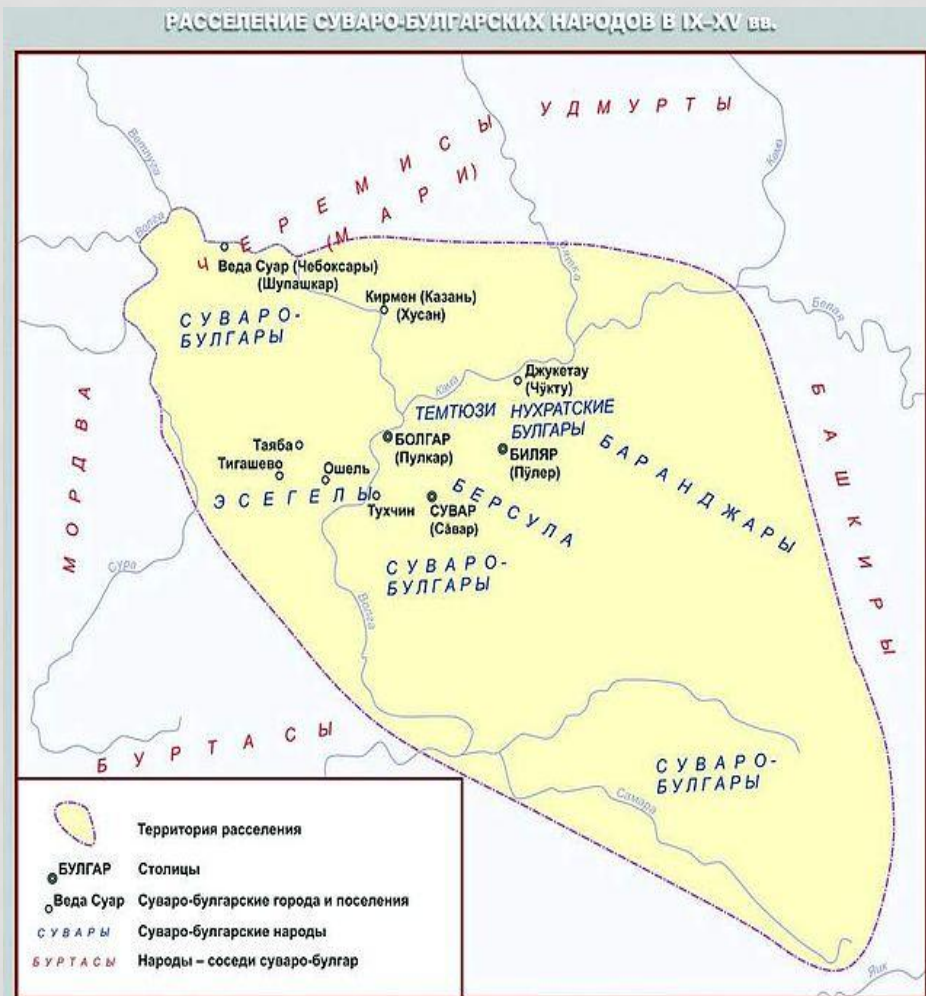 РАССЕЛЕНИЕ СУВАРО-БУЛГАРСКИХ НАРОДОВ В IX–XV вв.
УДМУРТЫ
ЧЕРЕМИСЫ
(МАРИ)
Ветлуга
Кама
Волга
Вятка
Веда Суар (Чебоксары)
(Шупашкар)
Кирмен (Казань)
(Хусан)
Белая
СУВАРО-
БУЛГАРЫ
Джукетау
(Чӳкту)
Кама
МОРДВА
БАШКИРЫ
ТЕМТЮЗИ
НУХРАТСКИЕ
БУЛГАРЫ
БАРАНДЖАРЫ
БОЛГАР
(Пулкар)
БИЛЯР
(Пӳлер)
Таяба
Тигашево
Ошель
ЭСЕГЕЛЫ
Тухчин
СУВАР
(Сăвар)
БЕРСУЛА
СУВАРО-
БУЛГАРЫ
Сура
Волга
БУРТАСЫ
СУВАРО-
БУЛГАРЫ
Самара
Яик
Территория расселения
БУЛГАР Столицы
Веда Суар Суваро-булгарские города и поселения
СУВАРЫ Суваро-булгарские народы
БУРТАСЫ Народы – соседи суваро-булгар